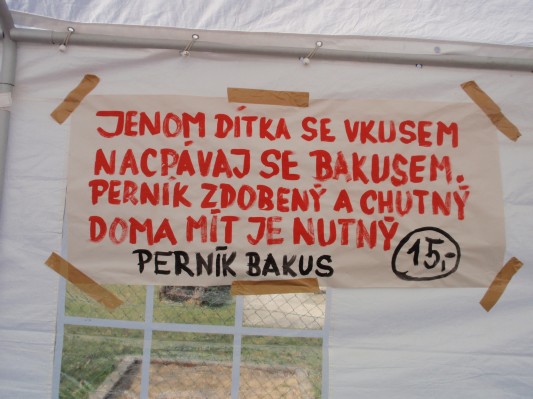 JENOM DÍTKA SE VKUSEM
NACPÁVAJ SE BAKUSEM.
PERNÍK ZDOBENÝ A CHUTNÝ
DOMA MÍT JE NUTNÝ
PERNÍK BAKUS 15,-